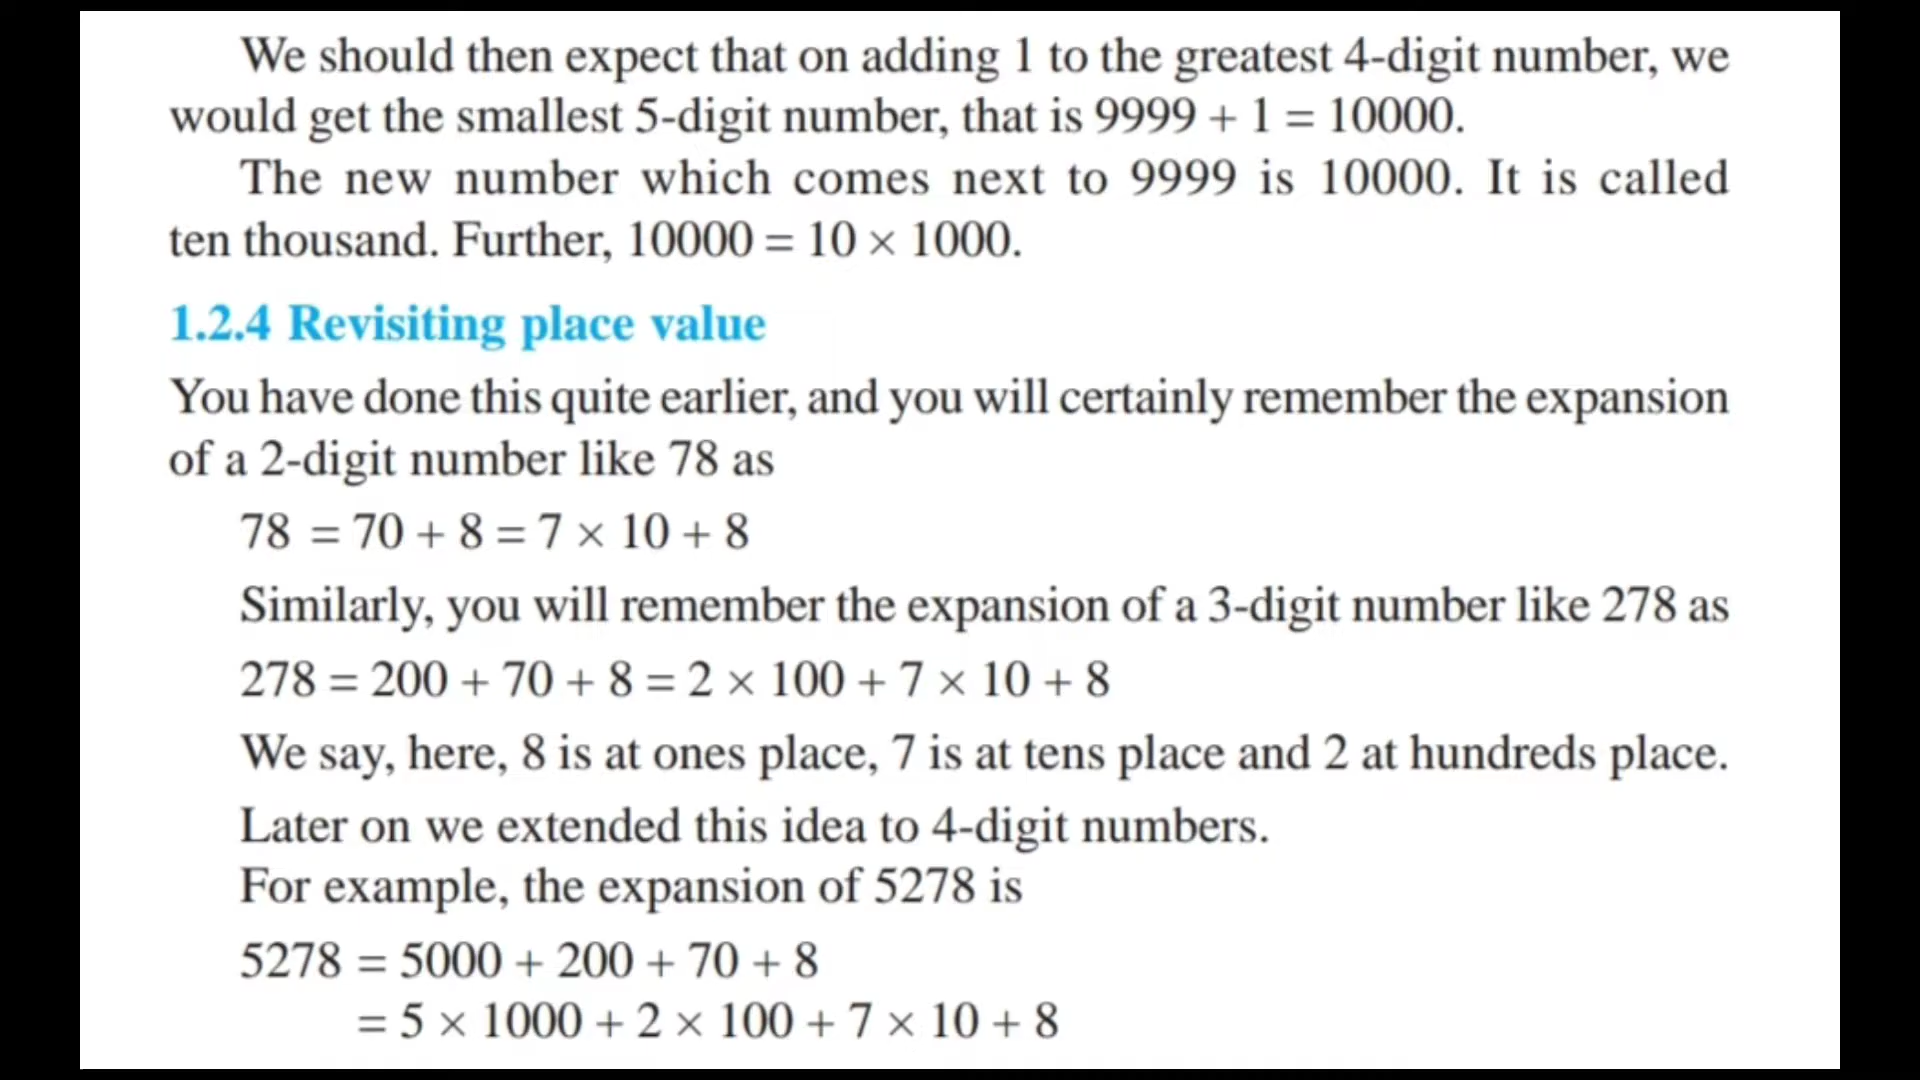 We should then expect that on adding 1 to the greatest 4-digit number, we
would get the smallest 5-digit number, that is 9999 + 1 = 10000.
The new number which comes next to 9999 is 10000. It is called
ten thousand. Further, 10000 = 10 × 1000.
1.2.4 Revisiting place value
You have done this quite earlier, and you will certainly remember the expansion
of a 2-digit number like 78 as
78 = 70 + 8 = 7 × 10 + 8
Similarly, you will remember the expansion of a 3-digit number like 278 as
278 = 200 + 70 + 8 = 2 × 100 + 7 × 10 + 8
We say, here, 8 is at ones place, 7 is at tens place and 2 at hundreds place.
Later on we extended this idea to 4-digit numbers.
For example, the expansion of 5278 is
5278 = 5000 + 200 + 70 + 8
= 5 × 1000 + 2 × 100 + 7 × 10 + 8